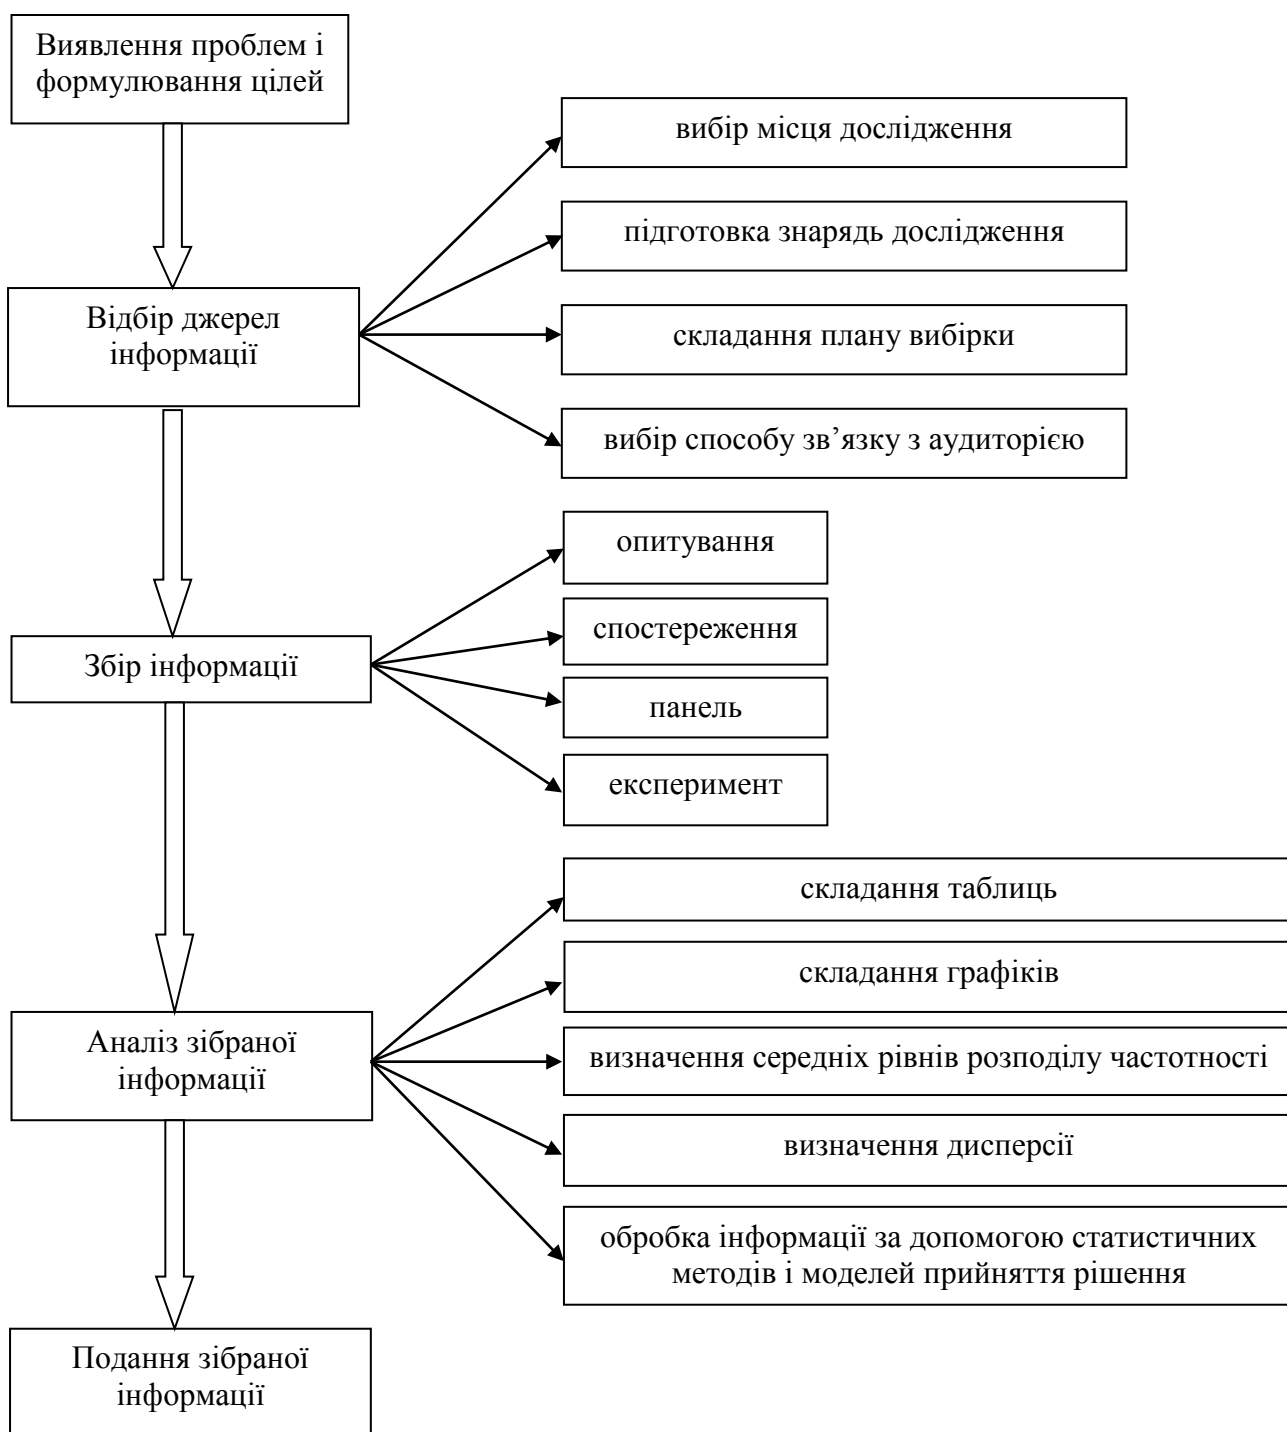 Виявлення проблем і
формулювання цілей
вибір місця дослідження
підготовка знарядь дослідження
Відбір джерел
інформації
складання плану вибірки
вибір способу зв’язку з аудиторією
опитування
спостереження
Збір інформації
панель
експеримент
складання таблиць
складання графіків
Аналіз зібраної
інформації
визначення середніх рівнів розподілу частотності
визначення дисперсії
обробка інформації за допомогою статистичних
методів і моделей прийняття рішення
Подання зібраної
інформації